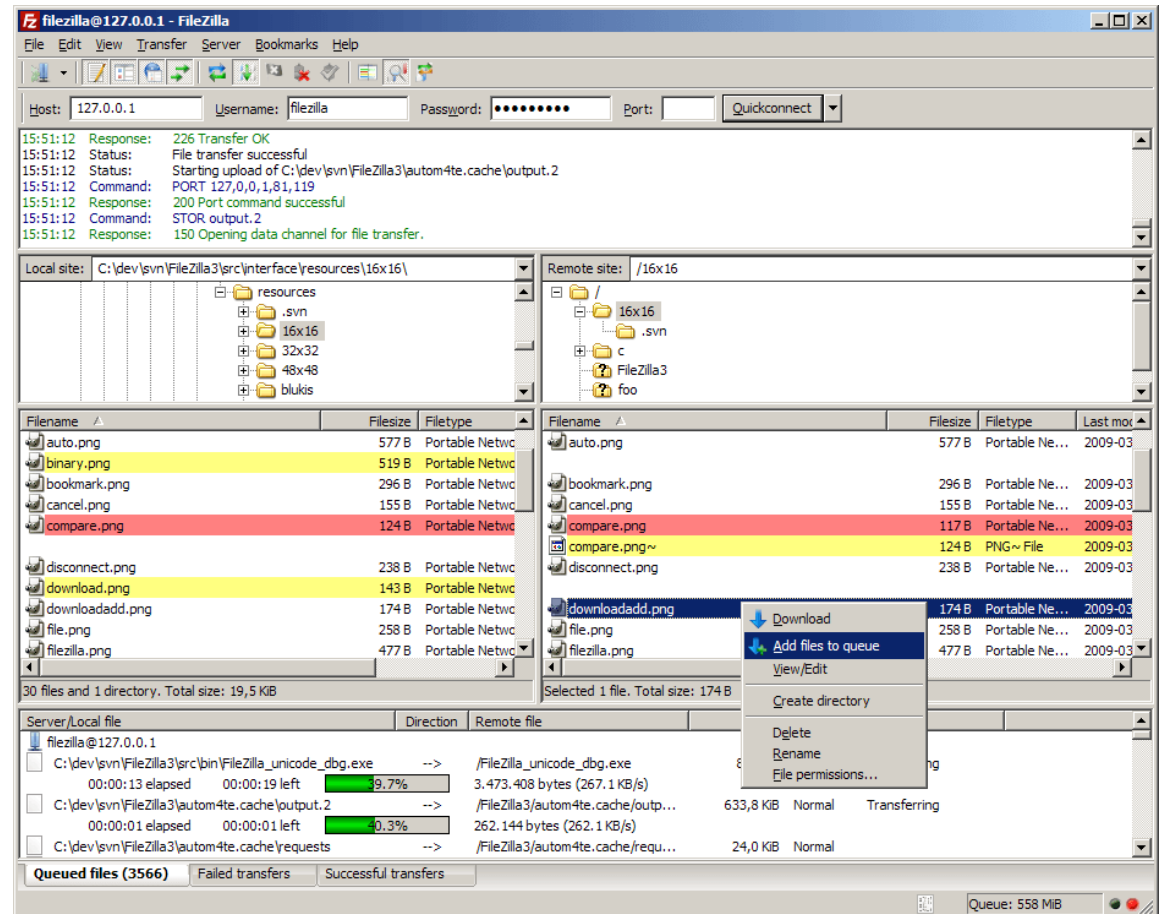 filezilla@127.0.0.1 - FileZilla
File Edit View Transfer Server Bookmarks Help
Host: 127.0.0.1 Username: filezilla Password: ●●●●●●●●● Port: Quickconnect
15:51:12 Response: 226 Transfer OK
15:51:12 Status: File transfer successful
15:51:12 Status: Starting upload of C:\dev\svn\FileZilla3\autom4te.cache\output.2
15:51:12 Command: PORT 127,0,0,1,81,119
15:51:12 Response: 200 Port command successful
15:51:12 Command: STOR output.2
15:51:12 Response: 150 Opening data channel for file transfer.
Local site: C:\dev\svn\FileZilla3\src\interface\resources\16x16\
resources
.svn
16x16
32x32
48x48
blukis
Remote site: /16x16
/
16x16
.svn
c
FileZilla3
foo
Filename Filesize Filetype
auto.png 577 B Portable Netwo
binary.png 519 B Portable Netwo
bookmark.png 296 B Portable Netwo
cancel.png 155 B Portable Netwo
compare.png 124 B Portable Netwo
disconnect.png 238 B Portable Netwo
download.png 143 B Portable Netwo
downloadadd.png 174 B Portable Netwo
file.png 258 B Portable Netwo
filezilla.png 477 B Portable Netwo
30 files and 1 directory. Total size: 19,5 KiB
Filename Filesize Filetype Last moc
auto.png 577 B Portable Ne... 2009-03
bookmark.png 296 B Portable Ne... 2009-03
cancel.png 155 B Portable Ne... 2009-03
compare.png 117 B Portable Ne... 2009-03
compare.png~ 124 B PNG~ File 2009-03
disconnect.png 238 B Portable Ne... 2009-03
downloadadd.png 174 B Portable Ne... 2009-03
file.png 258 B Portable Ne... 2009-03
filezilla.png 477 B Portable Ne... 2009-03
Selected 1 file. Total size: 174 B
Download
Add files to queue
View/Edit
Create directory
Delete
Rename
File permissions...
Server/Local file Direction Remote file
filezilla@127.0.0.1
C:\dev\svn\FileZilla3\src\bin\FileZilla_unicode_dbg.exe --> /FileZilla_unicode_dbg.exe
00:00:13 elapsed 00:00:19 left 39.7% 3.473.408 bytes (267.1 KB/s)
C:\dev\svn\FileZilla3\autom4te.cache\output.2 --> /FileZilla3/autom4te.cache/outp... 633,8 KiB Normal Transferring
00:00:01 elapsed 00:00:01 left 40.3% 262.144 bytes (262.1 KB/s)
C:\dev\svn\FileZilla3\autom4te.cache\requests --> /FileZilla3/autom4te.cache/requ... 24,0 KiB Normal
Queued files (3566) Failed transfers Successful transfers
Queue: 558 MiB